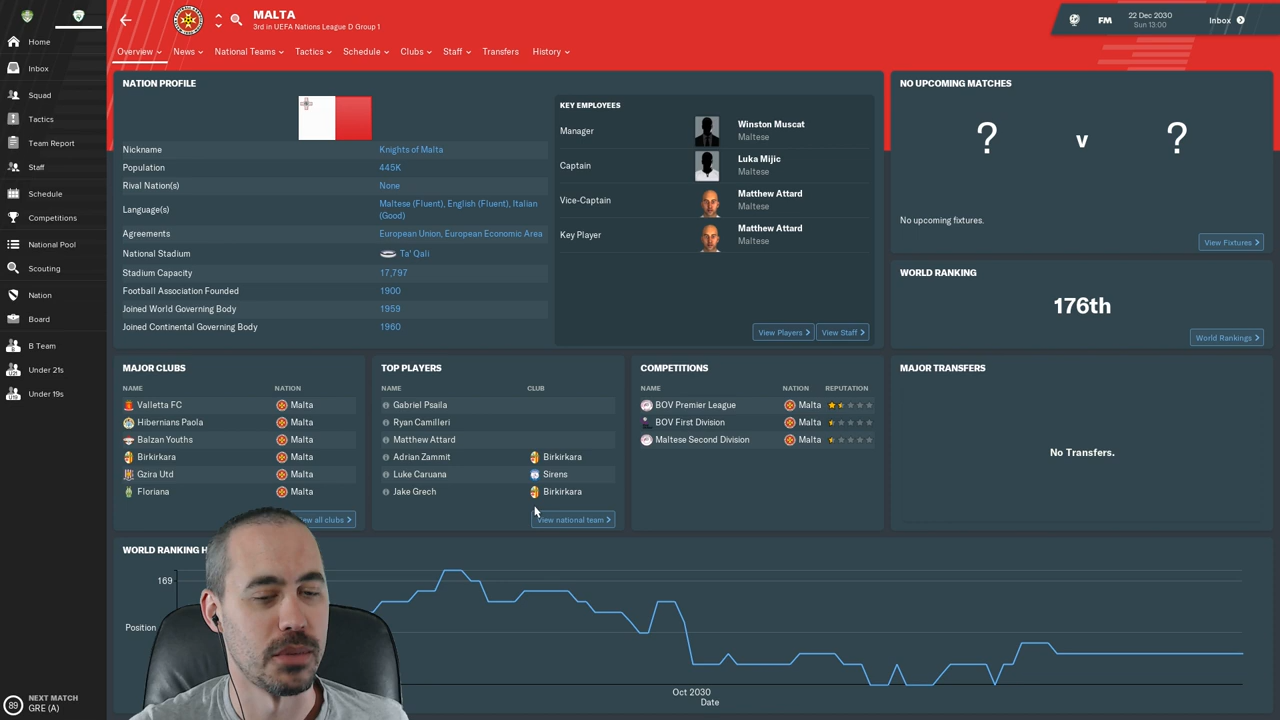 MALTA
3rd in UEFA Nations League D Group 1
FM
22 Dec 2030
Sun 13:00
Inbox
Overview
News
National Teams
Tactics
Schedule
Clubs
Staff
Transfers
History
Home
Inbox
Squad
Tactics
Team Report
Staff
Schedule
Competitions
National Pool
Scouting
Nation
Board
B Team
Under 21s
Under 19s
89
NEXT MATCH
GRE (A)
NATION PROFILE
Nickname Knights of Malta
Population 445K
Rival Nation(s) None
Language(s) Maltese (Fluent), English (Fluent), Italian
(Good)
Agreements European Union, European Economic Area
National Stadium Ta' Qali
Stadium Capacity 17,797
Football Association Founded 1900
Joined World Governing Body 1959
Joined Continental Governing Body 1960
KEY EMPLOYEES
Manager Winston Muscat
Maltese
Captain Luka Mijic
Maltese
Vice-Captain Matthew Attard
Maltese
Key Player Matthew Attard
Maltese
View Players
View Staff
NO UPCOMING MATCHES
? v ?
No upcoming fixtures.
View Fixtures
WORLD RANKING
176th
World Rankings
MAJOR CLUBS
NAME NATION
Valletta FC Malta
Hibernians Paola Malta
Balzan Youths Malta
Birkirkara Malta
Gzira Utd Malta
Floriana Malta
all clubs
TOP PLAYERS
NAME CLUB
Gabriel Psaila
Ryan Camilleri
Matthew Attard
Adrian Zammit Birkirkara
Luke Caruana Sirens
Jake Grech Birkirkara
View national team
COMPETITIONS
NAME NATION REPUTATION
BOV Premier League Malta
BOV First Division Malta
Maltese Second Division Malta
MAJOR TRANSFERS
No Transfers.
WORLD RANKING
169
Position
Oct 2030
Date